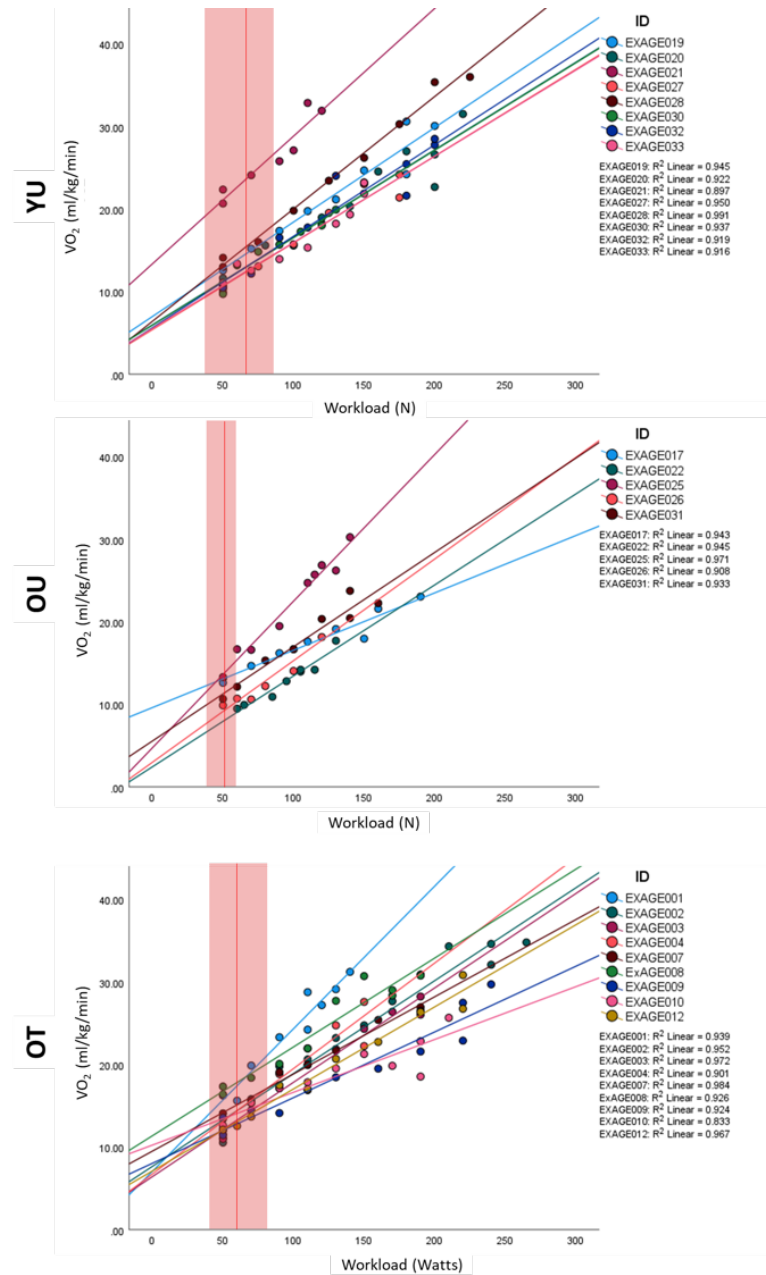 YU
VO2 (ml/kg/min)
40.00
30.00
20.00
10.00
.00
0 50 100 150 200 250 300
Workload (N)
ID
EXAGE019
EXAGE020
EXAGE021
EXAGE027
EXAGE028
EXAGE030
EXAGE032
EXAGE033
EXAGE019: R2 Linear = 0.945
EXAGE020: R2 Linear = 0.922
EXAGE021: R2 Linear = 0.897
EXAGE027: R2 Linear = 0.950
EXAGE028: R2 Linear = 0.991
EXAGE030: R2 Linear = 0.937
EXAGE032: R2 Linear = 0.919
EXAGE033: R2 Linear = 0.916
OU
VO2 (ml/kg/min)
40.00
30.00
20.00
10.00
.00
0 50 100 150 200 250 300
Workload (N)
ID
EXAGE017
EXAGE022
EXAGE025
EXAGE026
EXAGE031
EXAGE017: R2 Linear = 0.943
EXAGE022: R2 Linear = 0.945
EXAGE025: R2 Linear = 0.971
EXAGE026: R2 Linear = 0.908
EXAGE031: R2 Linear = 0.933
OT
VO2 (ml/kg/min)
40.00
30.00
20.00
10.00
.00
0 50 100 150 200 250 300
Workload (Watts)
ID
EXAGE001
EXAGE002
EXAGE003
EXAGE004
EXAGE007
ExAGE008
EXAGE009
EXAGE010
EXAGE012
EXAGE001: R2 Linear = 0.939
EXAGE002: R2 Linear = 0.952
EXAGE003: R2 Linear = 0.972
EXAGE004: R2 Linear = 0.901
EXAGE007: R2 Linear = 0.984
ExAGE008: R2 Linear = 0.926
EXAGE009: R2 Linear = 0.924
EXAGE010: R2 Linear = 0.833
EXAGE012: R2 Linear = 0.967